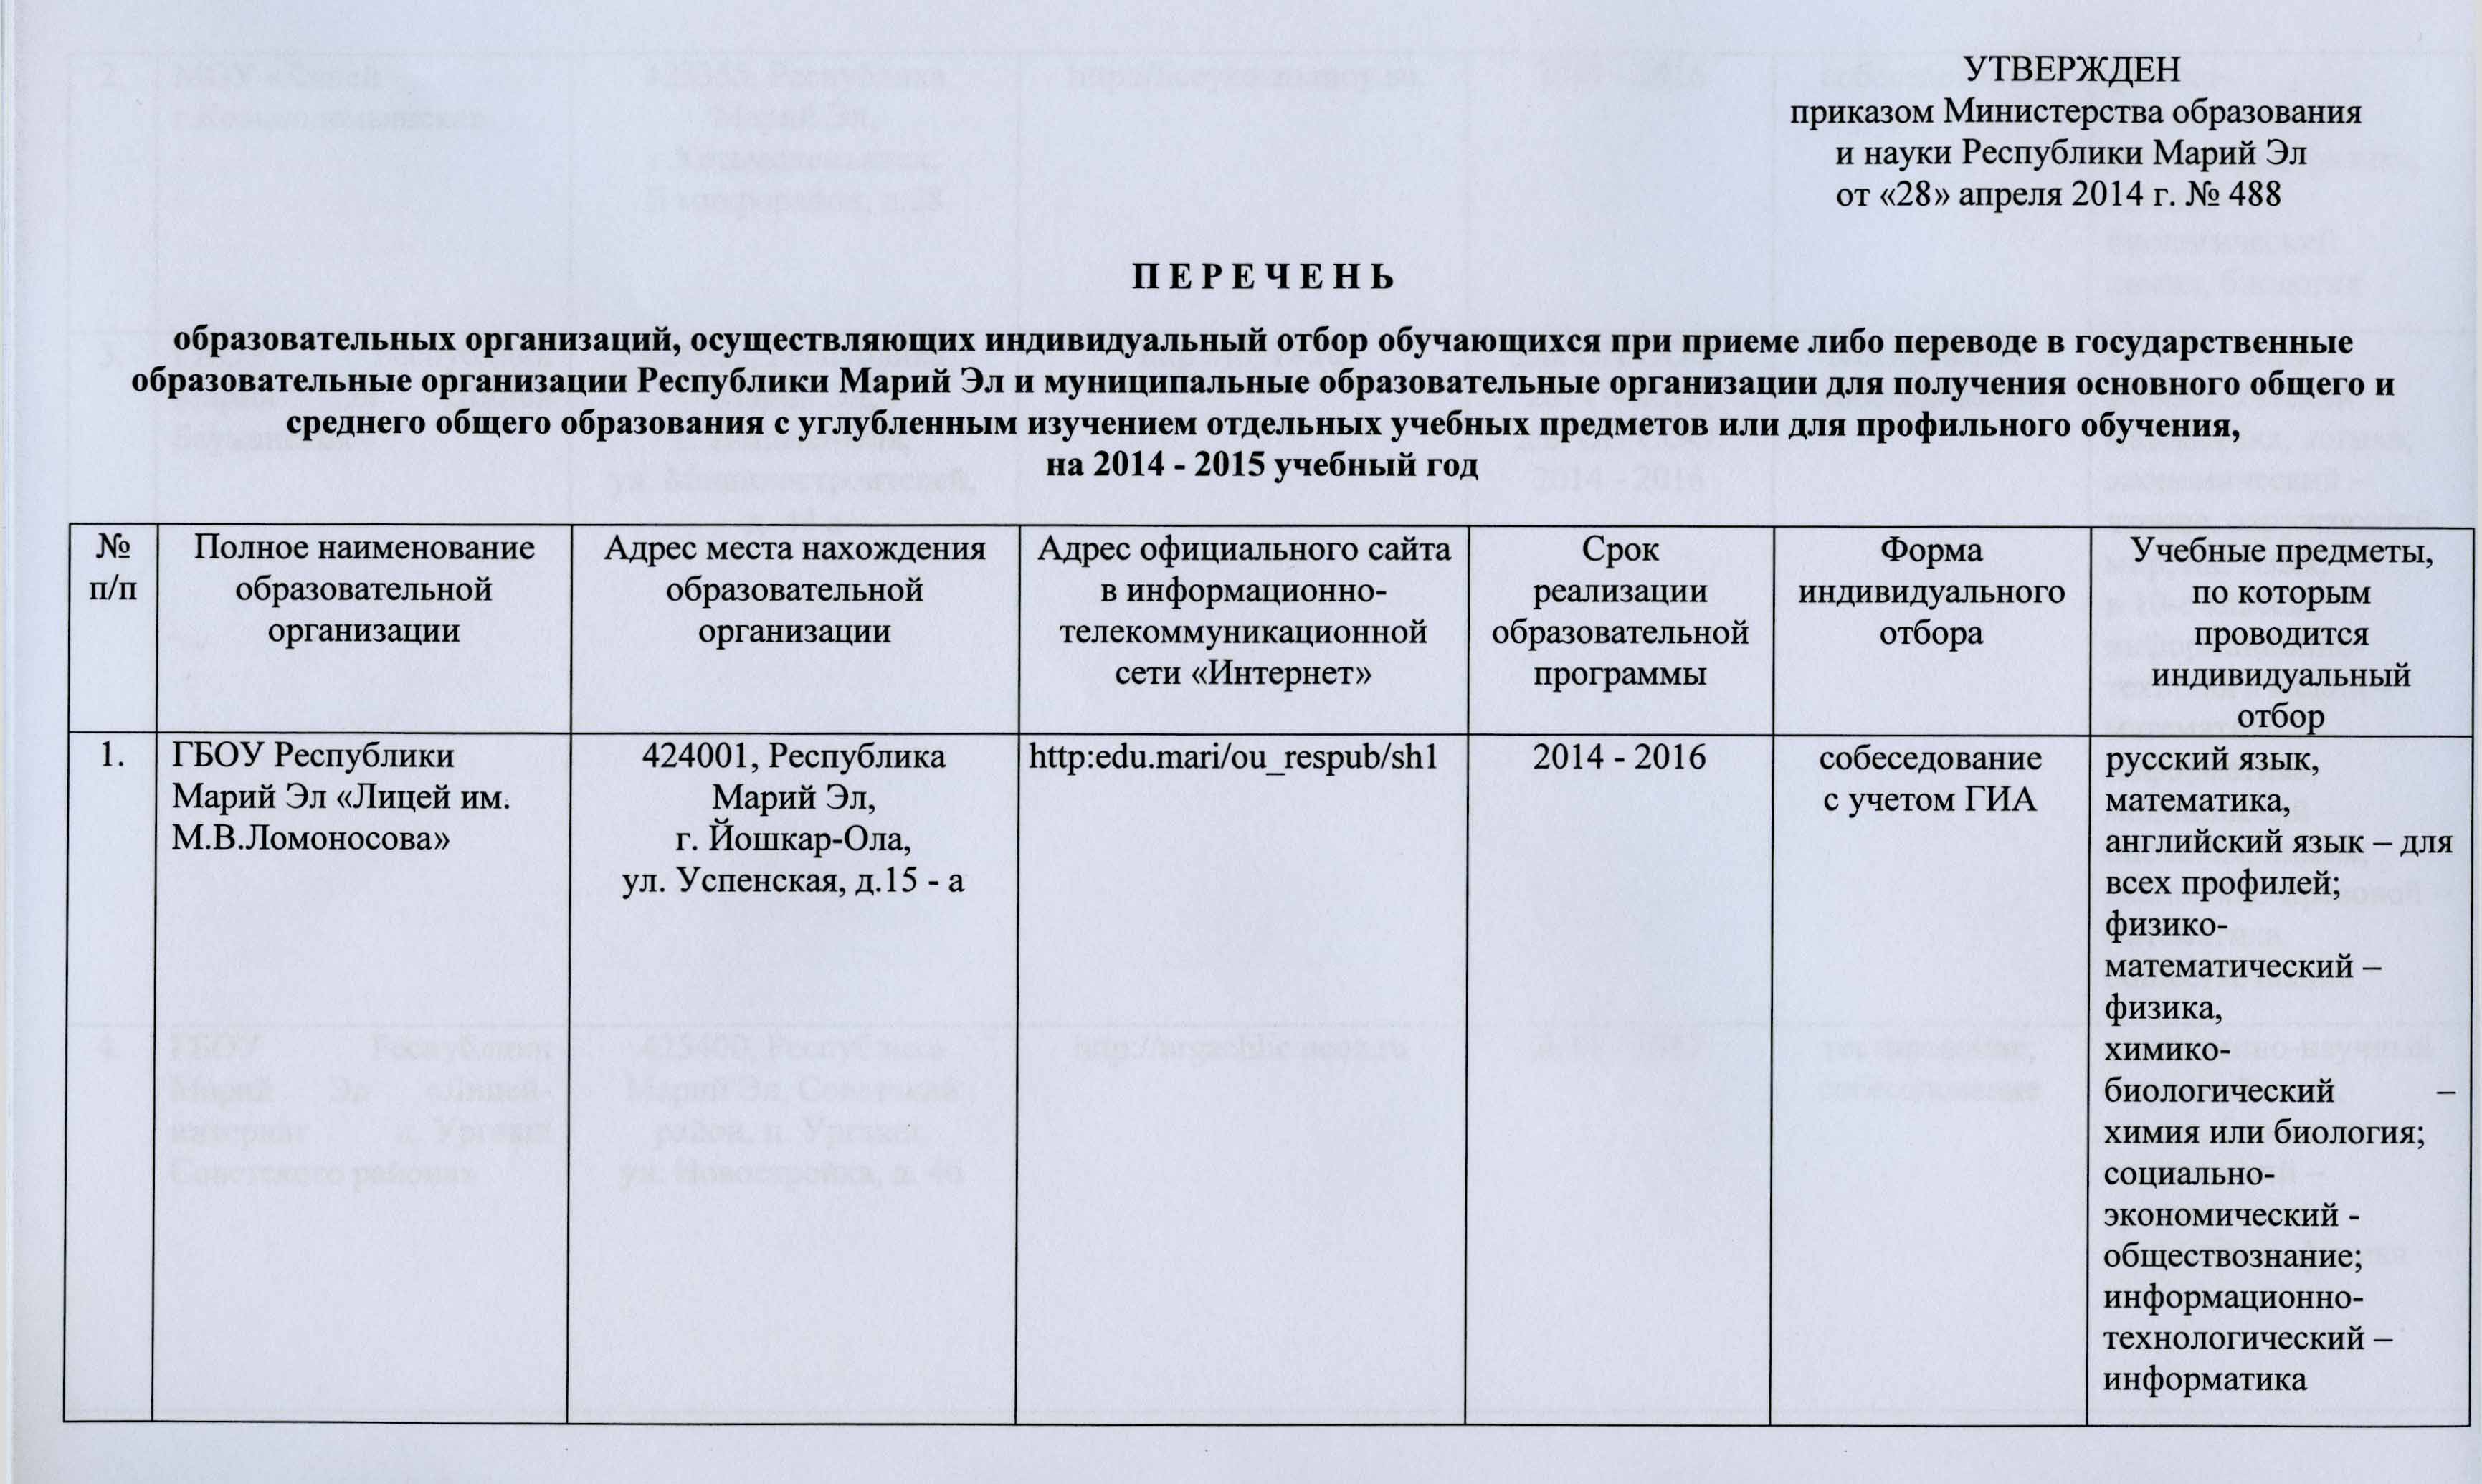 УТВЕРЖДЕН
приказом Министерства образования
и науки Республики Марий Эл
от «28» апреля 2014 г. № 488
П Е Р Е Ч Е Н Ь
образовательных организаций, осуществляющих индивидуальный отбор обучающихся при приеме либо переводе в государственные
образовательные организации Республики Марий Эл и муниципальные образовательные организации для получения основного общего и
среднего общего образования с углубленным изучением отдельных учебных предметов или для профильного обучения,
на 2014 - 2015 учебный год
№
п/п
Полное наименование
образовательной
организации
Адрес места нахождения
образовательной
организации
Адрес официального сайта
в информационно-
телекоммуникационной
сети «Интернет»
Срок
реализации
образовательной
программы
Форма
индивидуального
отбора
Учебные предметы,
по которым
проводится
индивидуальный
отбор
1.
ГБОУ Республики
Марий Эл «Лицей им.
М.В.Ломоносова»
424001, Республика
Марий Эл,
г. Йошкар-Ола,
ул. Успенская, д.15 - а
http:edu.mari/ou_respub/sh1
2014 - 2016
собеседование
с учетом ГИА
русский язык,
математика,
английский язык – для
всех профилей;
физико-
математический –
физика,
химико-
биологический –
химия или биология;
социально-
экономический -
обществознание;
информационно-
технологический –
информатика